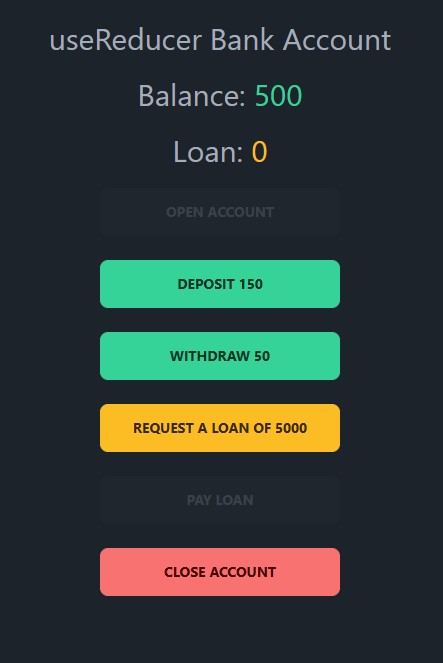 useReducer Bank Account
Balance: 500
Loan: 0
OPEN ACCOUNT
DEPOSIT 150
WITHDRAW 50
REQUEST A LOAN OF 5000
PAY LOAN
CLOSE ACCOUNT